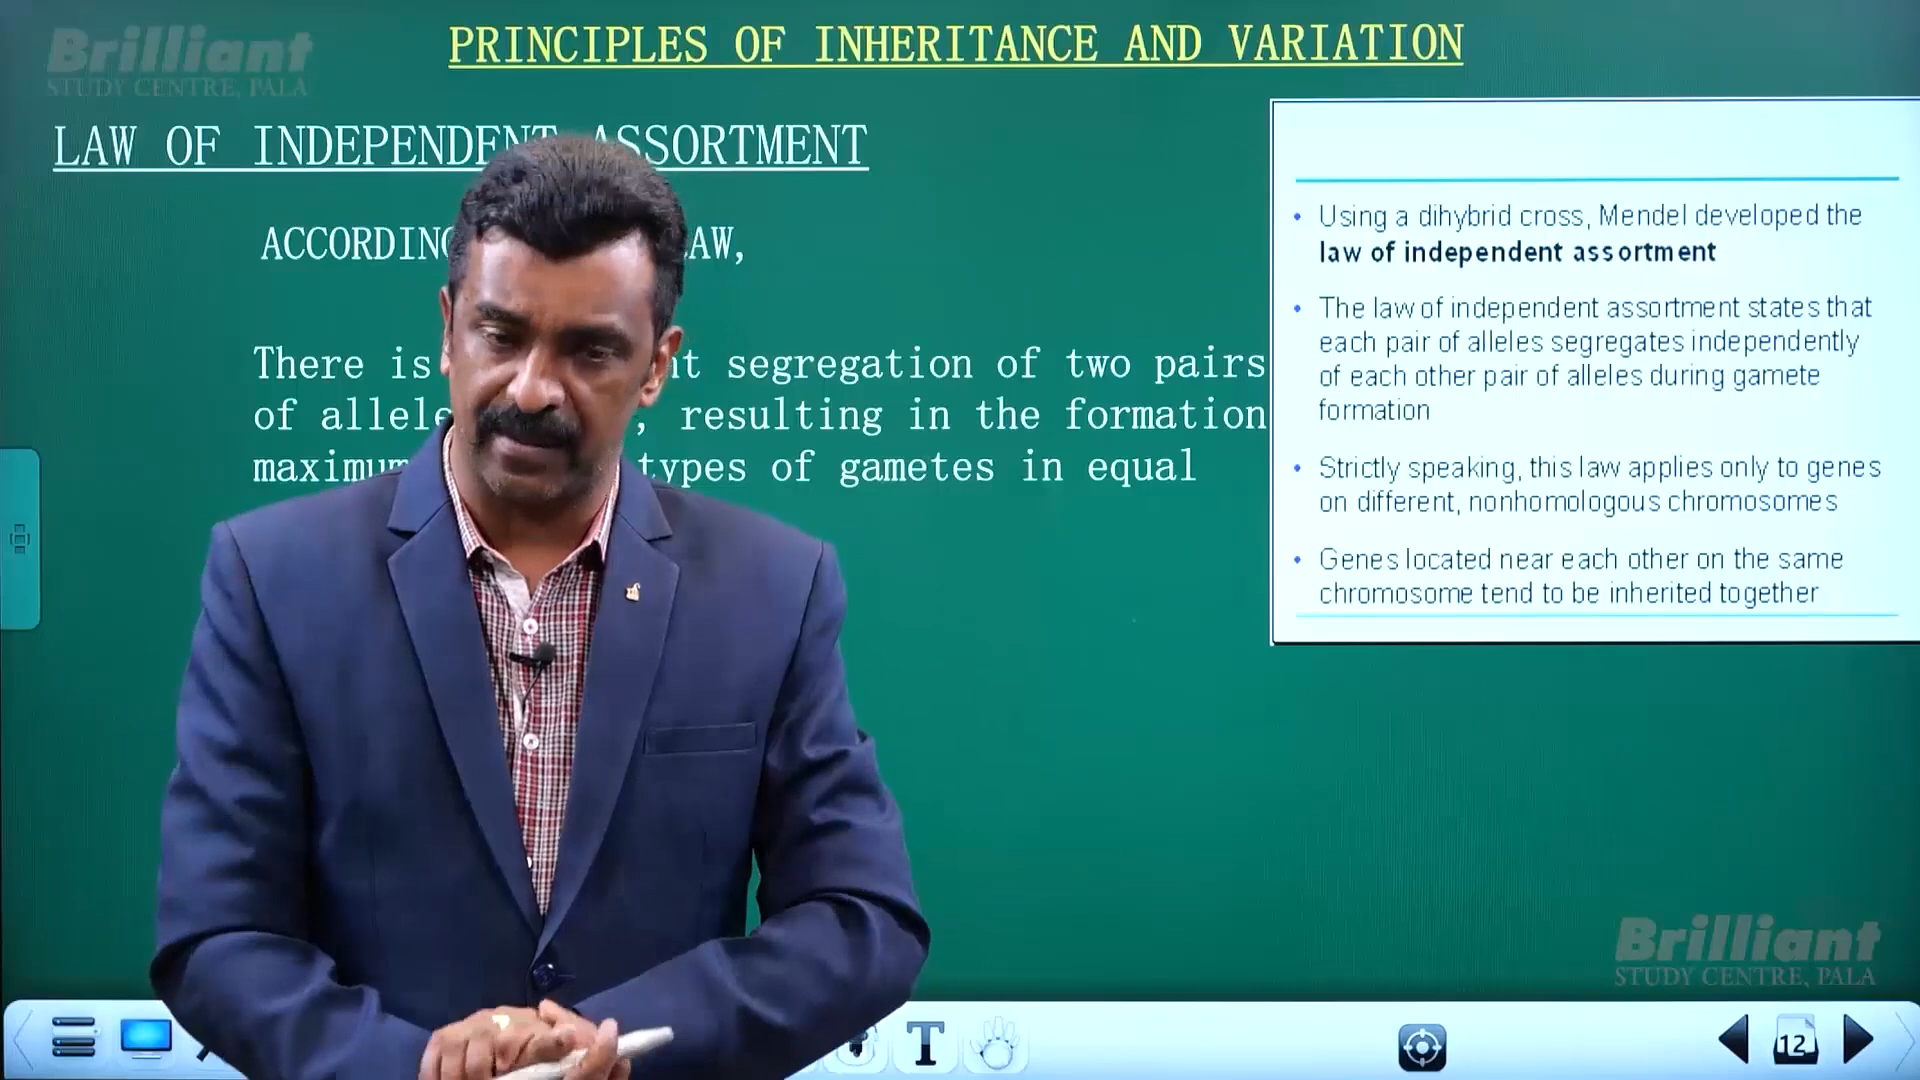 Brilliant
STUDY CENTRE, PALA
PRINCIPLES OF INHERITANCE AND VARIATION
LAW OF INDEPENDENT ASSORTMENT
ACCORDING LAW,
There is segregation of two pairs
of allele , resulting in the formation
maximum types of gametes in equal
• Using a dihybrid cross, Mendel developed the
law of independent assortment
• The law of independent assortment states that
each pair of alleles segregates independently
of each other pair of alleles during gamete
formation
• Strictly speaking, this law applies only to genes
on different, nonhomologous chromosomes
• Genes located near each other on the same
chromosome tend to be inherited together
Brilliant
STUDY CENTRE, PALA
T
12